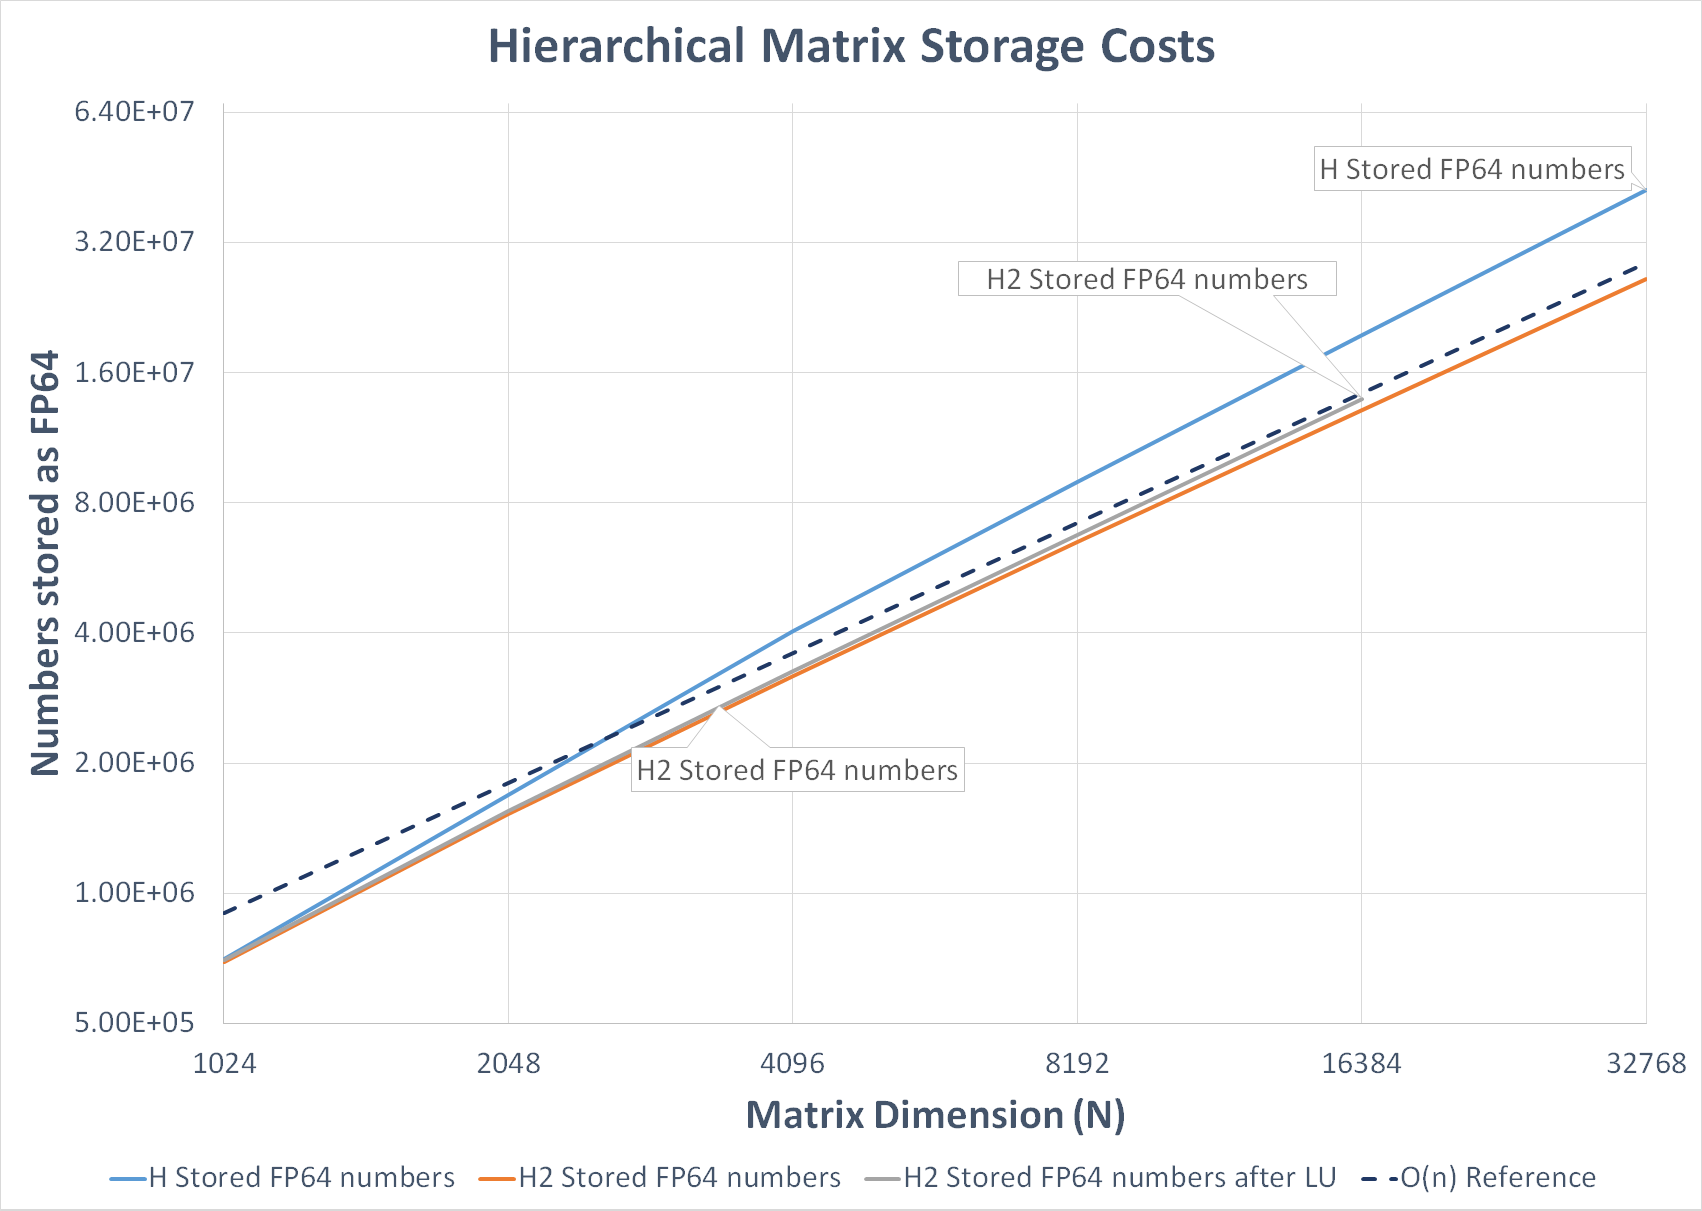 Hierarchical Matrix Storage Costs
6.40E+07
3.20E+07
1.60E+07
8.00E+06
4.00E+06
2.00E+06
1.00E+06
5.00E+05
Numbers stored as FP64
H Stored FP64 numbers
H2 Stored FP64 numbers
H2 Stored FP64 numbers
1024 2048 4096 8192 16384 32768
Matrix Dimension (N)
H Stored FP64 numbers H2 Stored FP64 numbers H2 Stored FP64 numbers after LU O(n) Reference